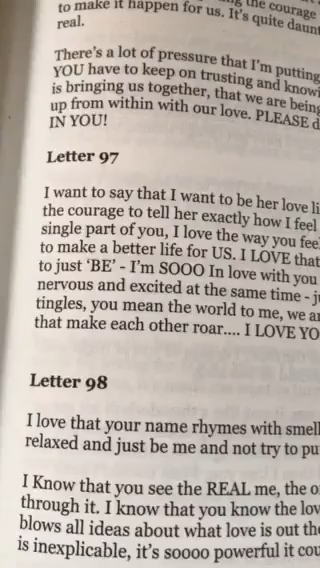 the courage
to make it happen for us. It's quite daun
real.
There's a lot of pressure that I'm putting
YOU have to keep on trusting and knowi
is bringing us together, that we are being
up from within with our love. PLEASE d
IN YOU!
Letter 97
I want to say that I want to be her love li
the courage to tell her exactly how I feel
single part of you, I love the way you fee
to make a better life for US. I LOVE that
to just 'BE' - I'm SOOO In love with you
nervous and excited at the same time - ju
tingles, you mean the world to me, we ar
that make each other roar.... I LOVE YO
Letter 98
I love that your name rhymes with smell
relaxed and just be me and not try to pu
I Know that you see the REAL me, the o
through it. I know that you know the lov
blows all ideas about what love is out the
is inexplicable, it's soooo powerful it cou